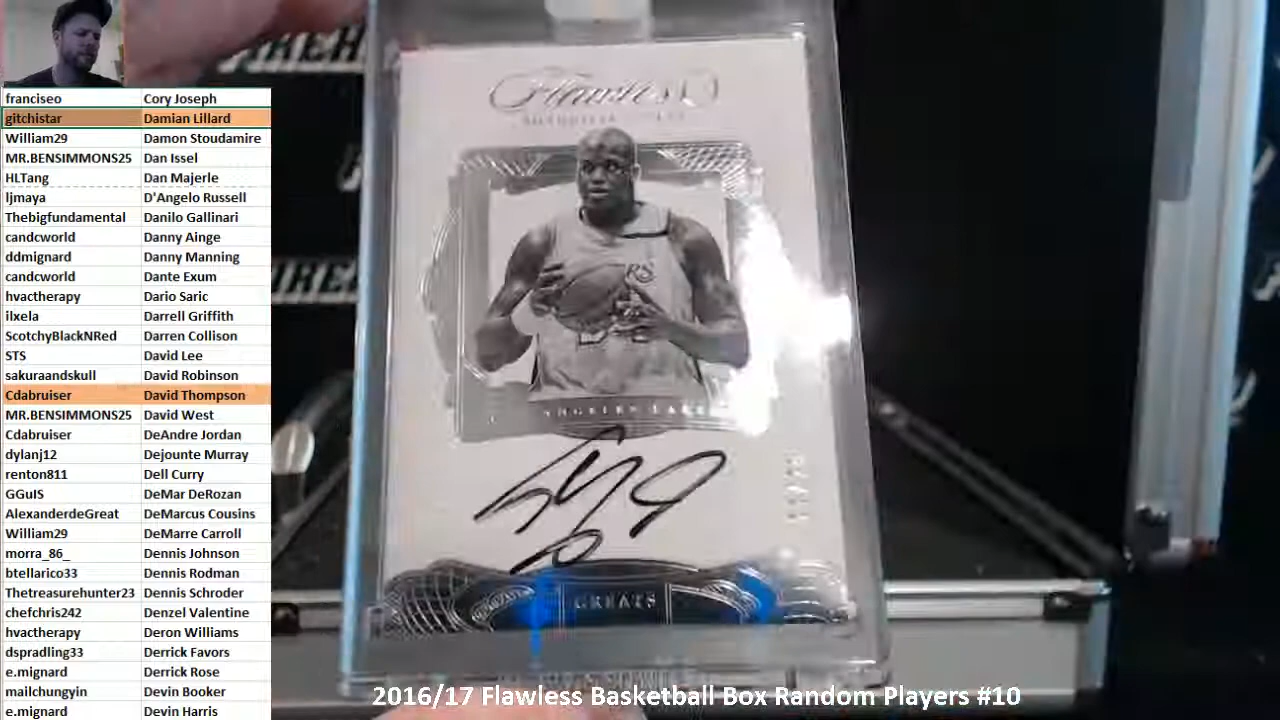 franciseo Cory Joseph
gitchistar Damian Lillard
William29 Damon Stoudamire
MR.BENSIMMONS25 Dan Issel
HLTang Dan Majerle
Ijmaya D'Angelo Russell
Thebigfundamental Danilo Gallinari
candcworld Danny Ainge
ddmignard Danny Manning
candcworld Dante Exum
hvactherapy Dario Saric
ilxela Darrell Griffith
ScotchyBlackNRed Darren Collison
STS David Lee
sakuraandskull David Robinson
Cdabruiser David Thompson
MR.BENSIMMONS25 David West
Cdabruiser DeAndre Jordan
dylanj12 Dejounte Murray
renton811 Dell Curry
GGuIS DeMar DeRozan
AlexanderdeGreat DeMarcus Cousins
William29 DeMarre Carroll
morra_86_ Dennis Johnson
btellarico33 Dennis Rodman
Thetreasurehunter23 Dennis Schroder
chefchris242 Denzel Valentine
hvactherapy Deron Williams
dspradling33 Derrick Favors
e.mignard Derrick Rose
mailchungyin Devin Booker
e.mignard Devin Harris
Flawless
GREATS
2016/17 Flawless Basketball Box Random Players #10